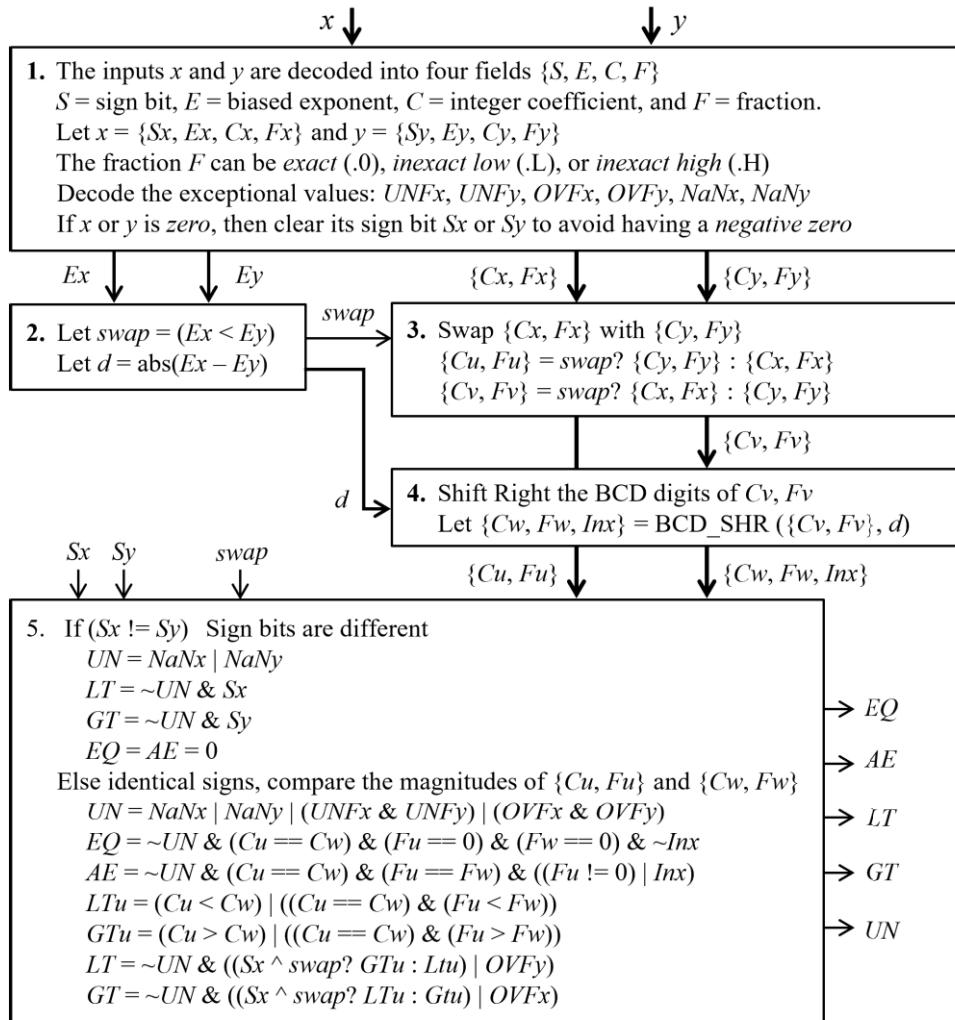 x y
1. The inputs x and y are decoded into four fields {S, E, C, F}
S = sign bit, E = biased exponent, C = integer coefficient, and F = fraction.
Let x = {Sx, Ex, Cx, Fx} and y = {Sy, Ey, Cy, Fy}
The fraction F can be exact (.0), inexact low (.L), or inexact high (.H)
Decode the exceptional values: UNFx, UNFy, OVFx, OVFy, NaNx, NaNy
If x or y is zero, then clear its sign bit Sx or Sy to avoid having a negative zero
Ex Ey {Cx, Fx} {Cy, Fy}
2. Let swap = (Ex < Ey)
Let d = abs(Ex – Ey)
swap
3. Swap {Cx, Fx} with {Cy, Fy}
{Cu, Fu} = swap? {Cy, Fy} : {Cx, Fx}
{Cv, Fv} = swap? {Cx, Fx} : {Cy, Fy}
{Cv, Fv}
d
4. Shift Right the BCD digits of Cv, Fv
Let {Cw, Fw, Inx} = BCD_SHR ({Cv, Fv}, d)
Sx Sy swap {Cu, Fu} {Cw, Fw, Inx}
5. If (Sx != Sy) Sign bits are different
UN = NaNx | NaNy
LT = ~UN & Sx
GT = ~UN & Sy
EQ = AE = 0
Else identical signs, compare the magnitudes of {Cu, Fu} and {Cw, Fw}
UN = NaNx | NaNy | (UNFx & UNFy) | (OVFx & OVFy)
EQ = ~UN & (Cu == Cw) & (Fu == 0) & (Fw == 0) & ~Inx
AE = ~UN & (Cu == Cw) & (Fu == Fw) & ((Fu != 0) | Inx)
LTu = (Cu < Cw) | ((Cu == Cw) & (Fu < Fw))
GTu = (Cu > Cw) | ((Cu == Cw) & (Fu > Fw))
LT = ~UN & ((Sx ^ swap? GTu : Ltu) | OVFy)
GT = ~UN & ((Sx ^ swap? LTu : Gtu) | OVFx)
EQ
AE
LT
GT
UN